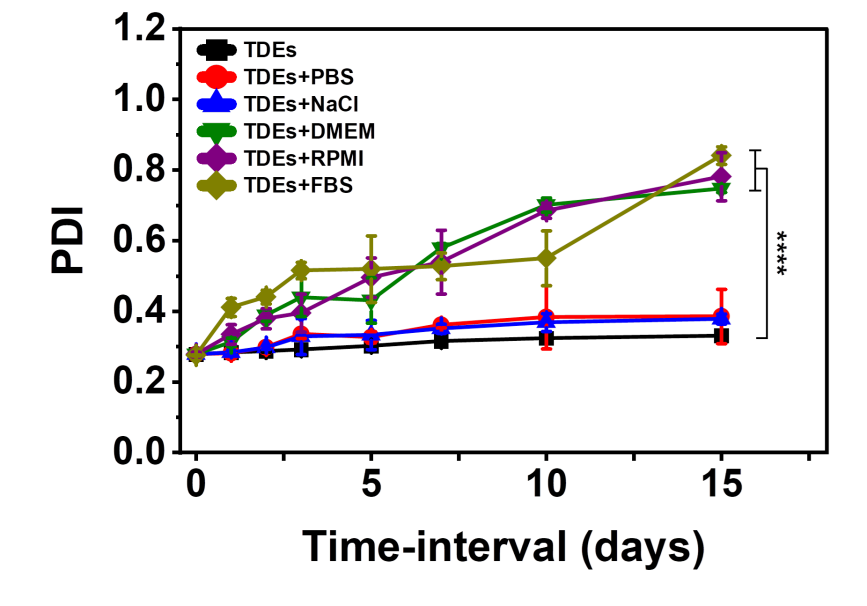 1.2
1.0
0.8
0.6
0.4
0.2
0.0
PDI
TDEs
TDEs+PBS
TDEs+NaCl
TDEs+DMEM
TDEs+RPMI
TDEs+FBS
****
0 5 10 15
Time-interval (days)